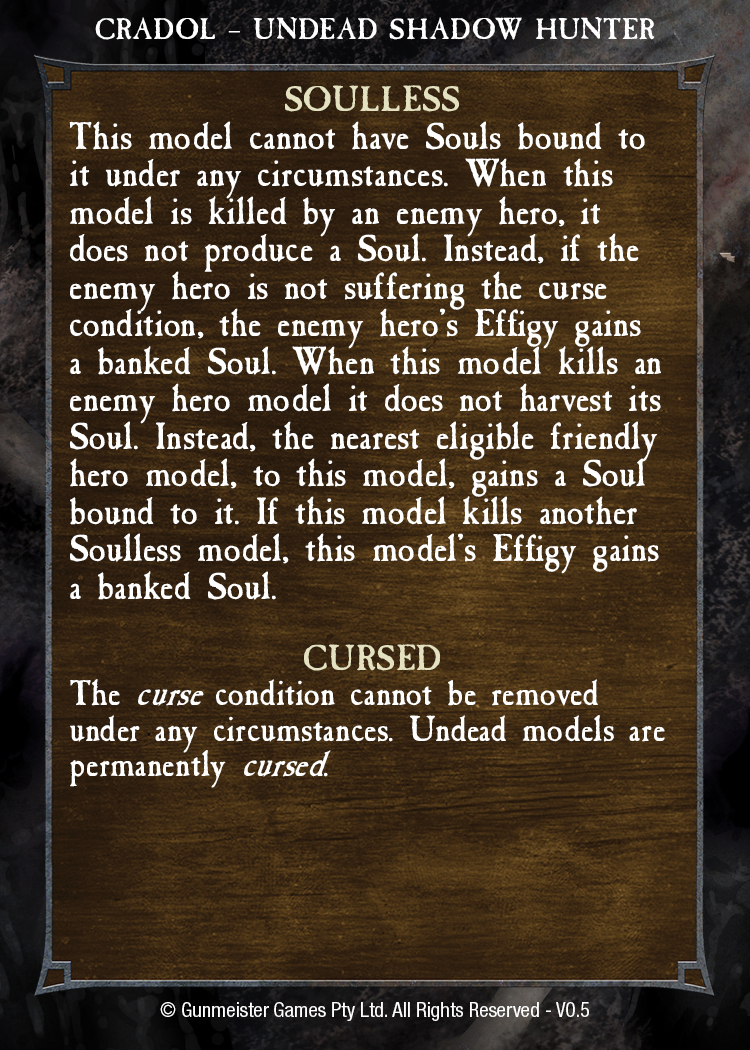 CRADOL – UNDEAD SHADOW HUNTER
SOULLESS
This model cannot have Souls bound to
it under any circumstances. When this
model is killed by an enemy hero, it
does not produce a Soul. Instead, if the
enemy hero is not suffering the curse
condition, the enemy hero's Effigy gains
a banked Soul. When this model kills an
enemy hero model it does not harvest its
Soul. Instead, the nearest eligible friendly
hero model, to this model, gains a Soul
bound to it. If this model kills another
Soulless model, this model's Effigy gains
a banked Soul.
CURSED
The curse condition cannot be removed
under any circumstances. Undead models are
permanently cursed.
© Gunmeister Games Pty Ltd. All Rights Reserved - V0.5